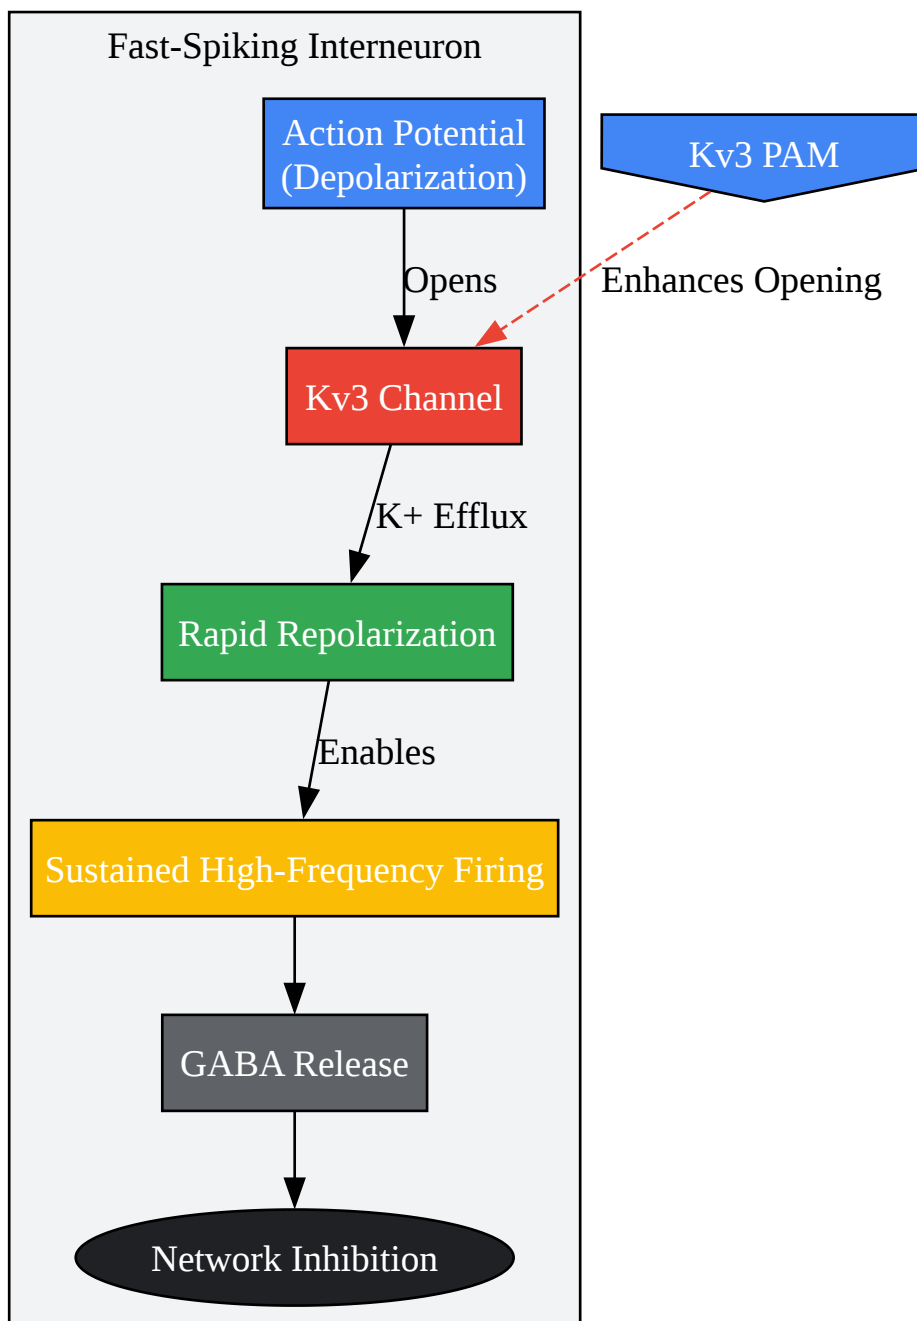 Fast-Spiking Interneuron
Action Potential
(Depolarization)
Kv3 PAM
Opens
Enhances Opening
Kv3 Channel
K+ Efflux
Rapid Repolarization
Enables
Sustained High-Frequency Firing
GABA Release
Network Inhibition